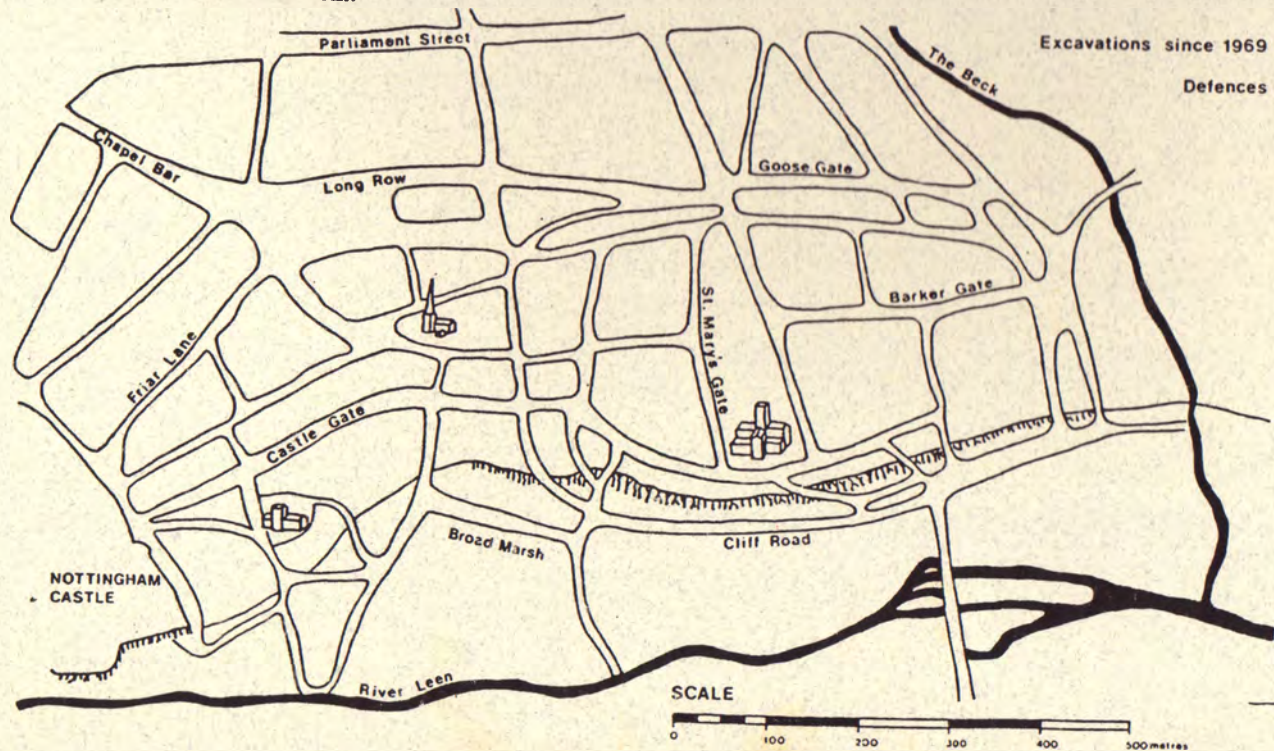 Parliament Street
Excavations since 1969
Defences
The Beck
Chapel Bar
Long Row
Goose Gate
Barker Gate
St. Mary's Gate
Friar Lane
Castle Gate
Broad Marsh
Cliff Road
NOTTINGHAM
CASTLE
River Leen
SCALE
0 100 200 300 400 500 metres